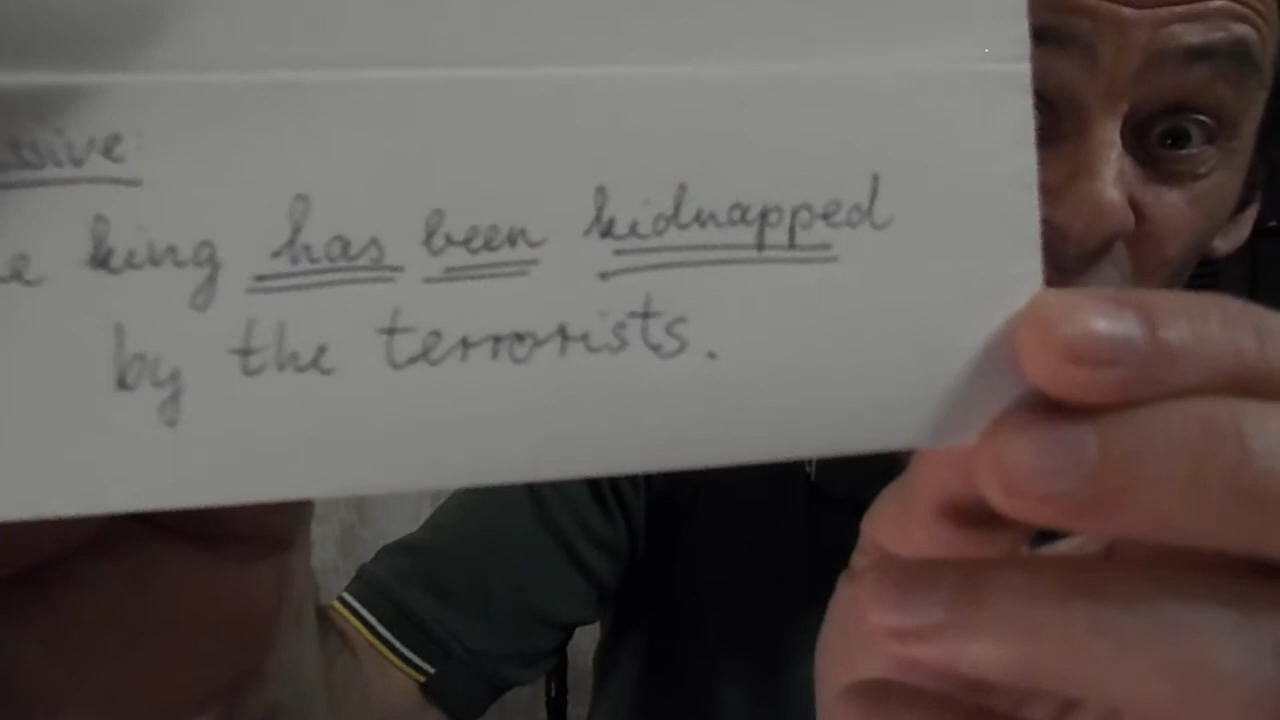 ssive
e king has been kidnapped
by the terrorists.